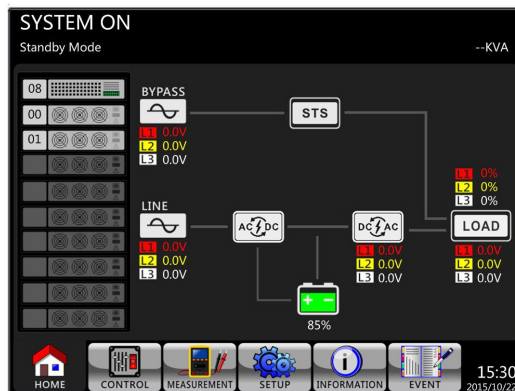 SYSTEM ON
Standby Mode
--KVA
08
00
01
BYPASS
L1 0.0V
L2 0.0V
L3 0.0V
STS
L1 0%
L2 0%
L3 0%
LINE
L1 0.0V
L2 0.0V
L3 0.0V
AC DC
DC AC
L1 0.0V
L2 0.0V
L3 0.0V
LOAD
L1 0.0V
L2 0.0V
L3 0.0V
85%
HOME
CONTROL
MEASUREMENT
SETUP
INFORMATION
EVENT
15:30
2015/10/22